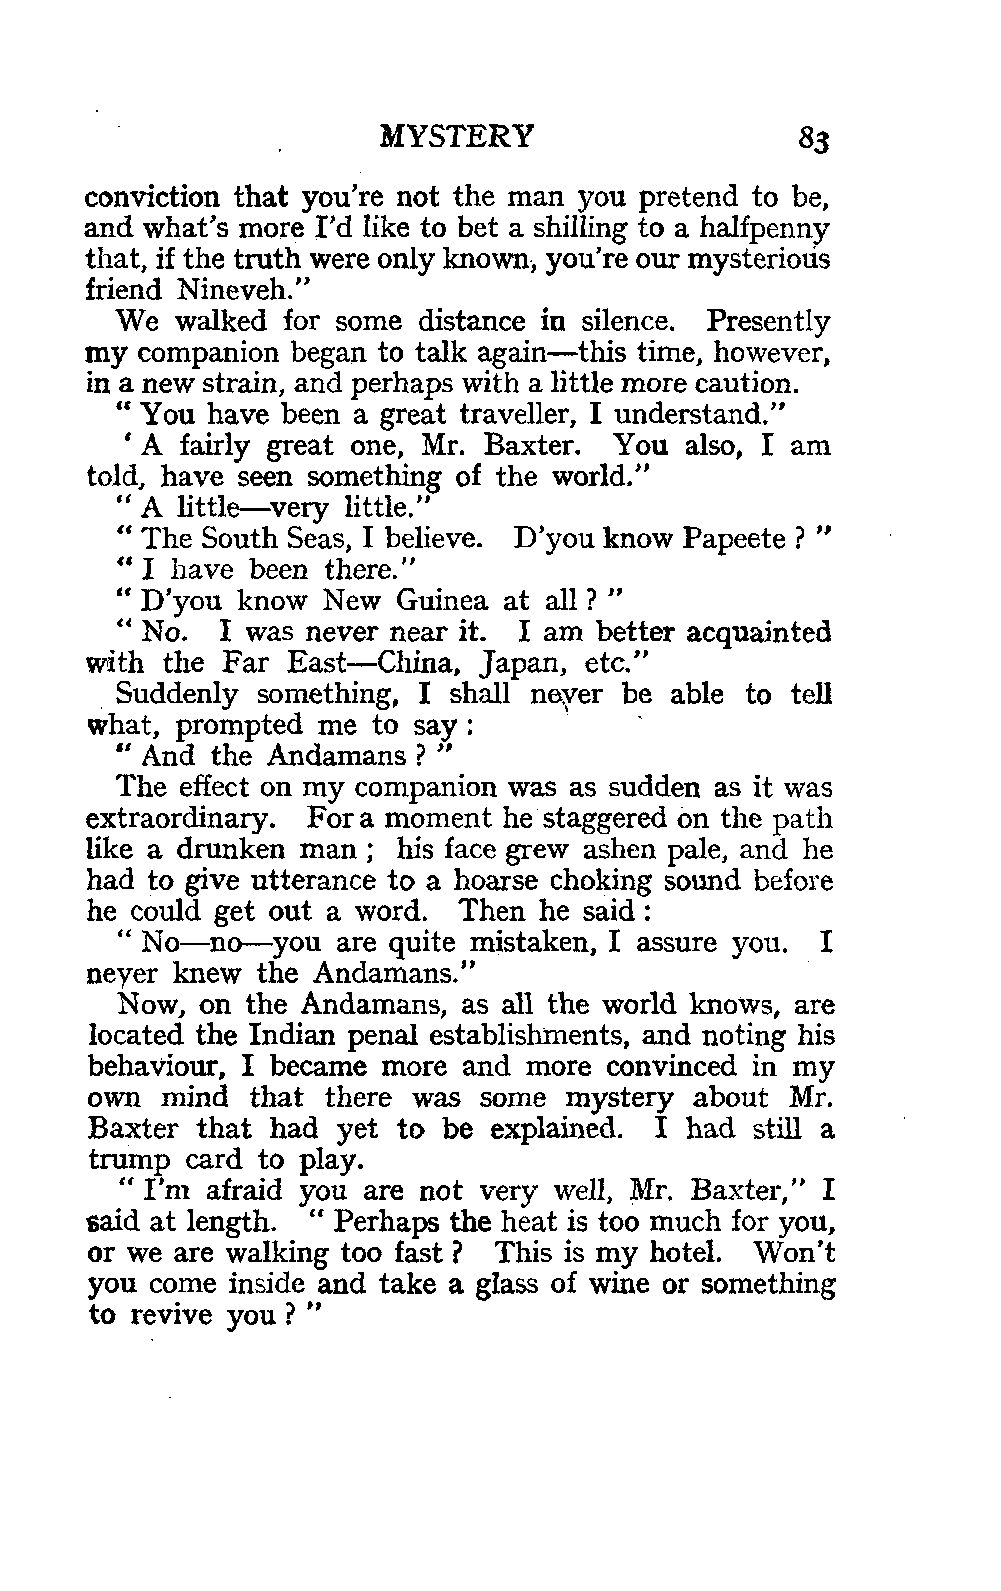 MYSTERY 83
conviction that you're not the man you pretend to be,
and what's more I'd like to bet a shilling to a halfpenny
that, if the truth were only known, you're our mysterious
friend Nineveh."
We walked for some distance in silence. Presently
my companion began to talk again—this time, however,
in a new strain, and perhaps with a little more caution.
" You have been a great traveller, I understand."
' A fairly great one, Mr. Baxter. You also, I am
told, have seen something of the world."
" A little—very little."
" The South Seas, I believe. D'you know Papeete ? "
" I have been there."
" D'you know New Guinea at all ? "
" No. I was never near it. I am better acquainted
with the Far East—China, Japan, etc."
Suddenly something, I shall never be able to tell
what, prompted me to say :
" And the Andamans ? "
The effect on my companion was as sudden as it was
extraordinary. For a moment he staggered on the path
like a drunken man ; his face grew ashen pale, and he
had to give utterance to a hoarse choking sound before
he could get out a word. Then he said :
" No—no—you are quite mistaken, I assure you. I
never knew the Andamans."
Now, on the Andamans, as all the world knows, are
located the Indian penal establishments, and noting his
behaviour, I became more and more convinced in my
own mind that there was some mystery about Mr.
Baxter that had yet to be explained. I had still a
trump card to play.
" I'm afraid you are not very well, Mr. Baxter," I
said at length. " Perhaps the heat is too much for you,
or we are walking too fast ? This is my hotel. Won't
you come inside and take a glass of wine or something
to revive you ? "